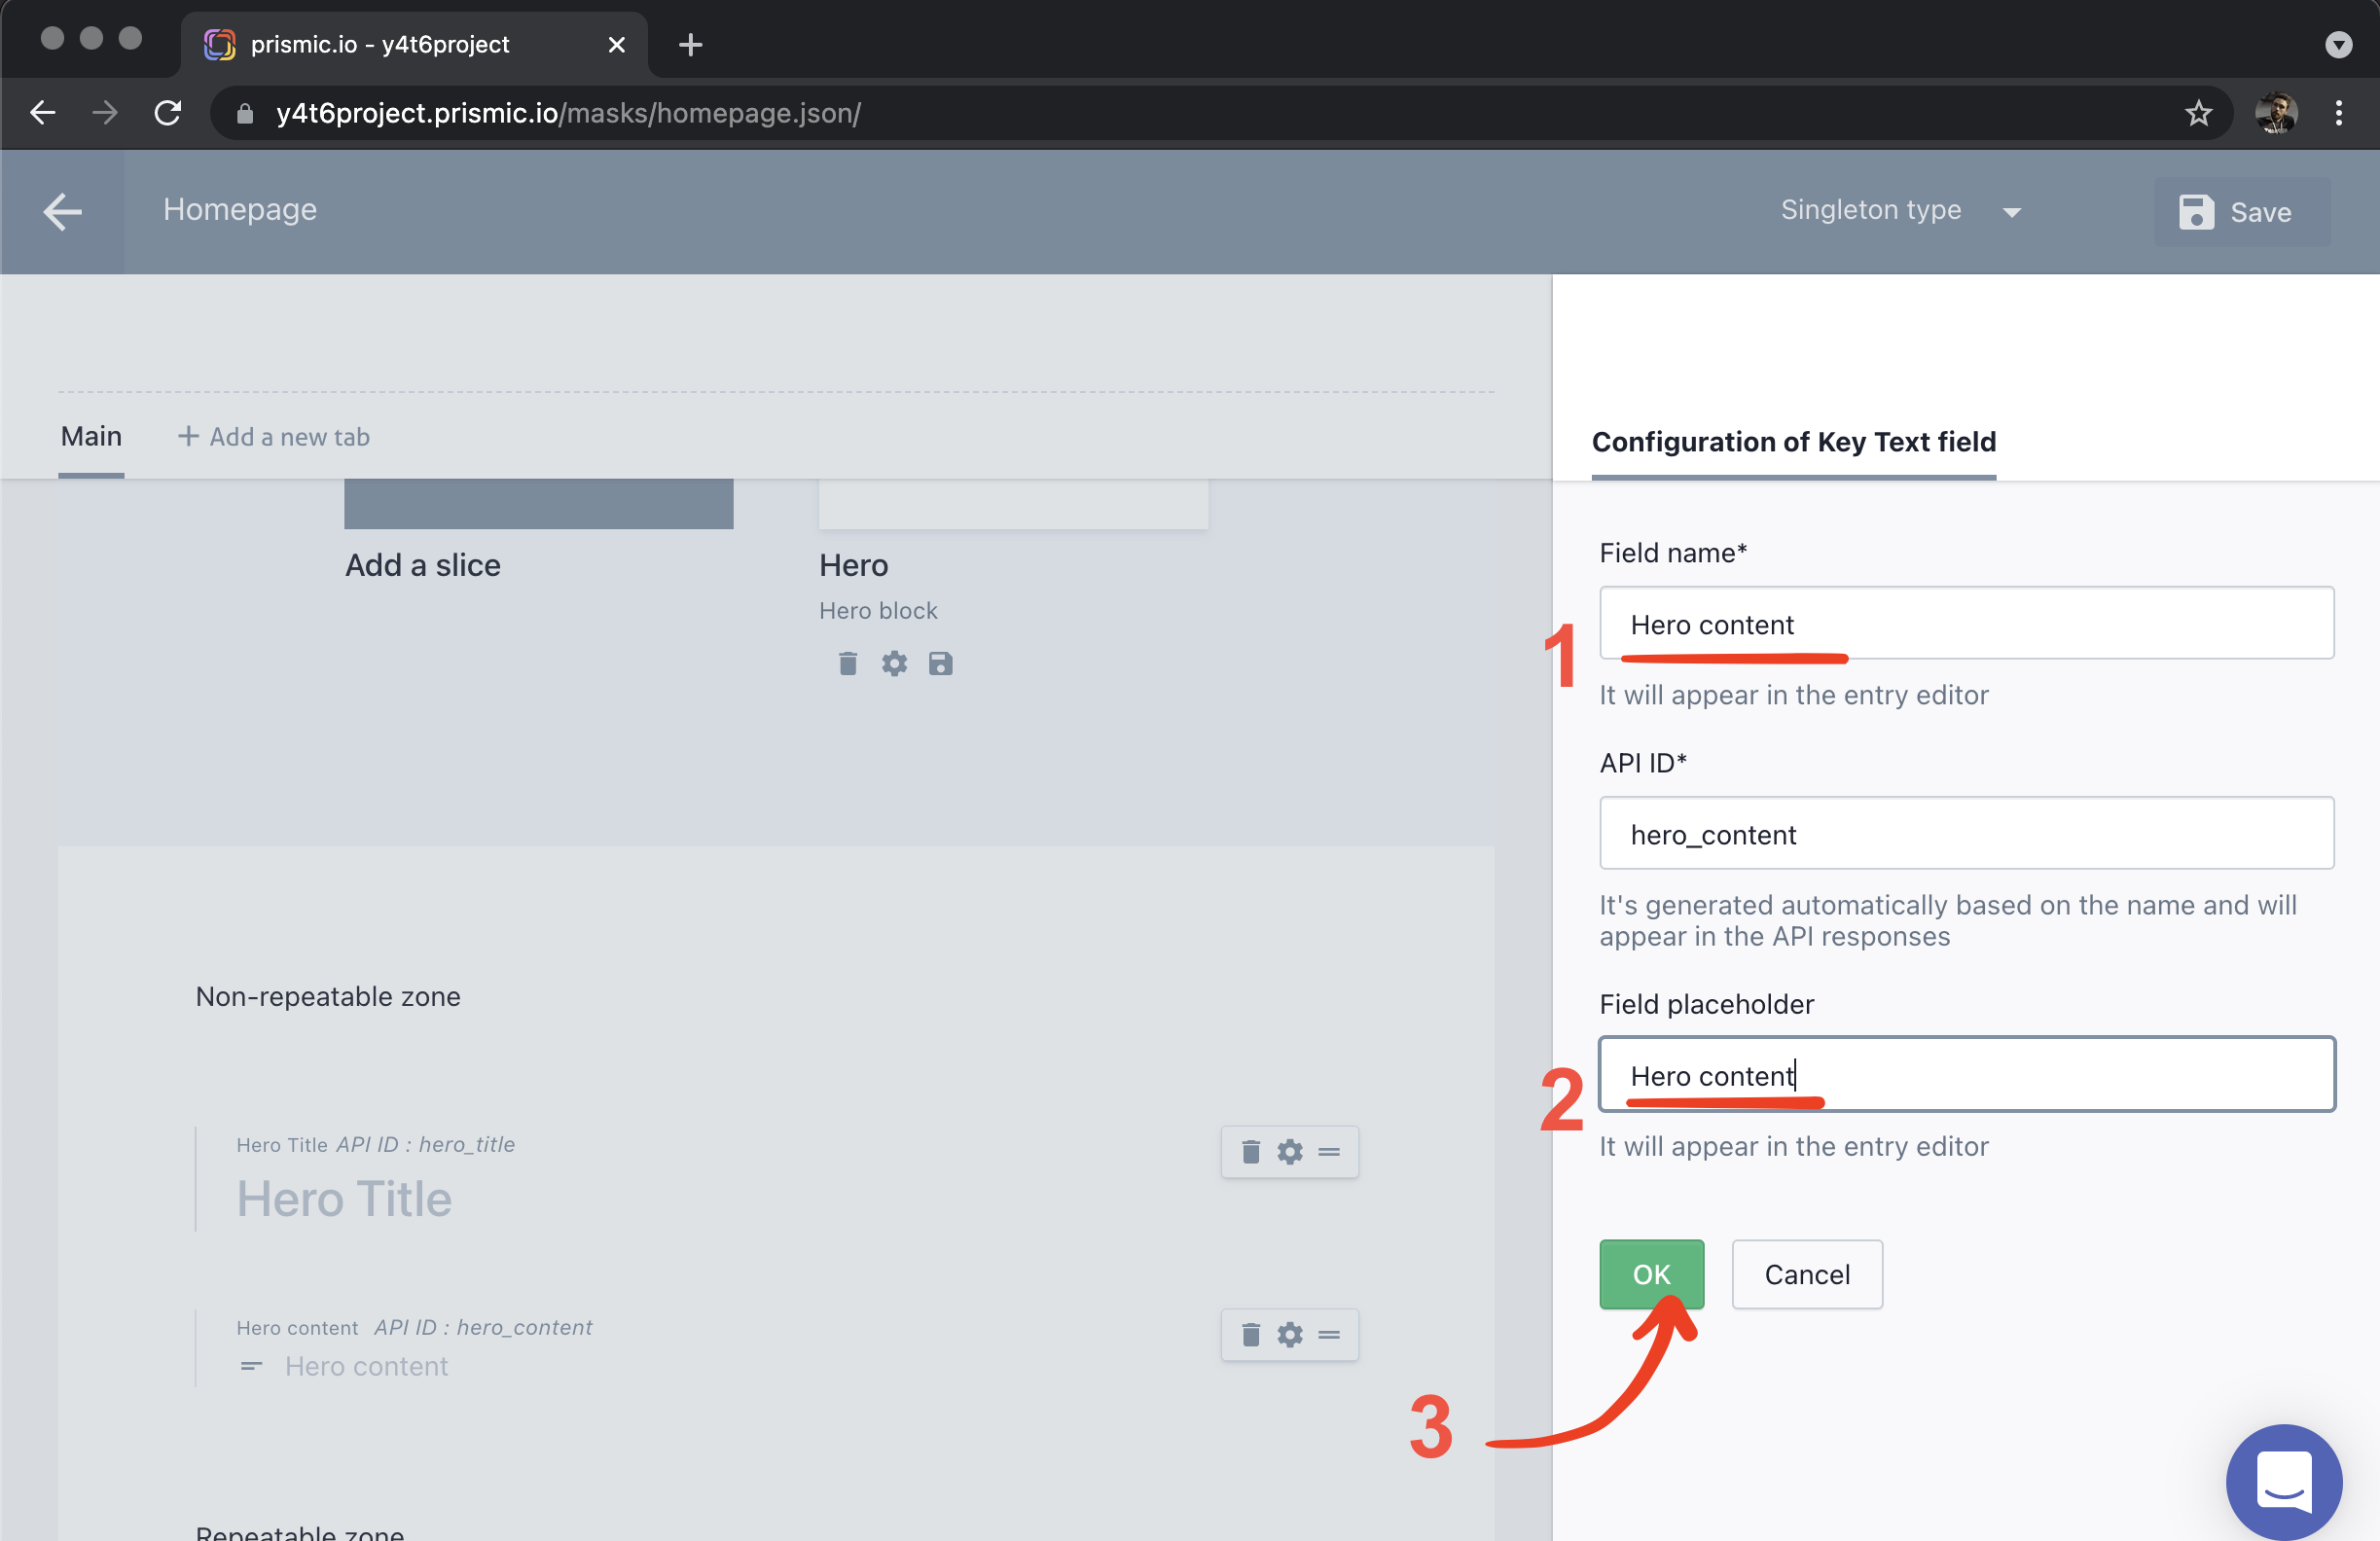 prismic.io - y4t6project
y4t6project.prismic.io/masks/homepage.json/
Homepage
Singleton type
Save
Main
Add a new tab
Add a slice
Hero
Hero block
Non-repeatable zone
Hero Title API ID : hero_title
Hero Title
Hero content API ID : hero_content
Hero content
Repeatable zone
Configuration of Key Text field
Field name*
1
Hero content
It will appear in the entry editor
API ID*
hero_content
It's generated automatically based on the name and will
appear in the API responses
Field placeholder
2
Hero content
It will appear in the entry editor
OK
Cancel
3